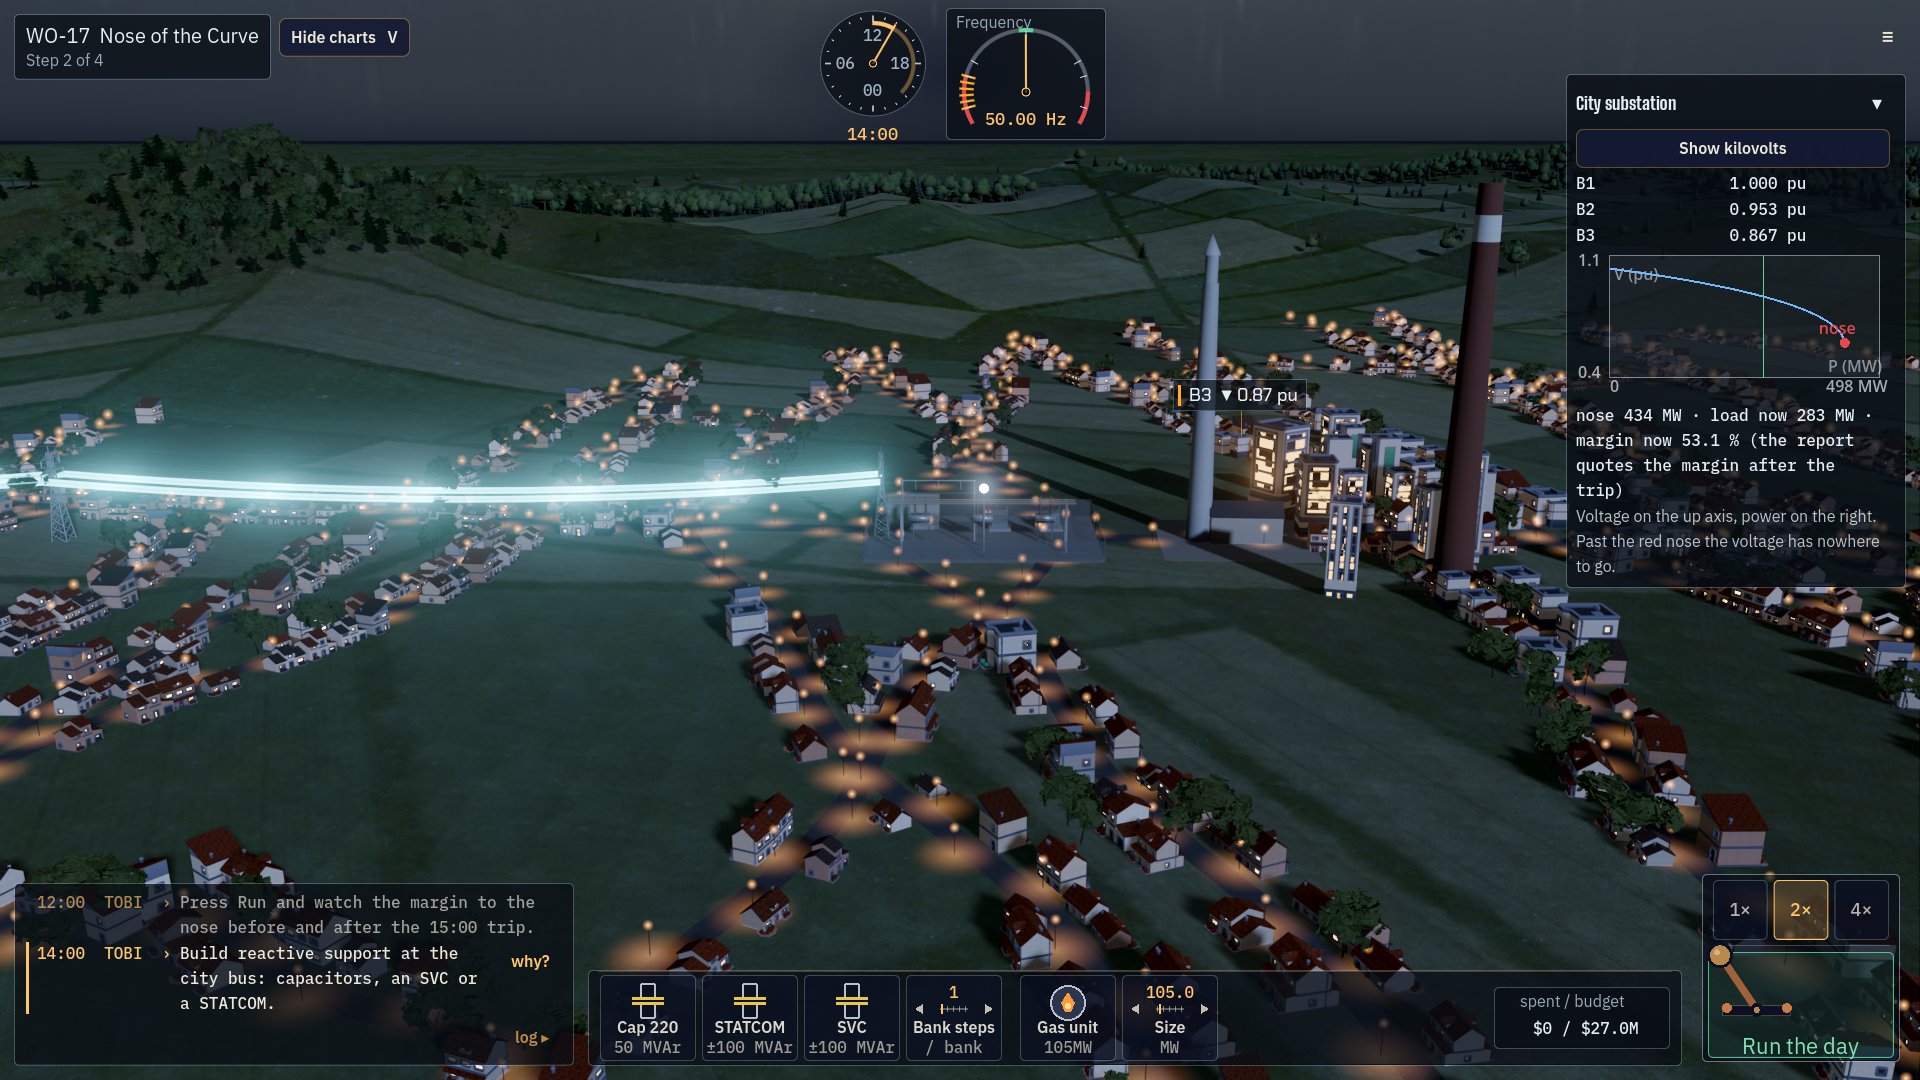 WO-17 Nose of the Curve
Step 2 of 4
Hide charts V
12
06
18
00
14:00
Frequency
50.00 Hz
≡
City substation ▼
Show kilovolts
B1 1.000 pu
B2 0.953 pu
B3 0.867 pu
1.1
V (pu)
nose
P (MW)
0.4
0
498 MW
nose 434 MW · load now 283 MW ·
margin now 53.1 % (the report
quotes the margin after the
trip)
Voltage on the up axis, power on the right.
Past the red nose the voltage has nowhere
to go.
B3 ▼ 0.87 pu
12:00 TOBI › Press Run and watch the margin to the
nose before and after the 15:00 trip.
14:00 TOBI › Build reactive support at the
city bus: capacitors, an SVC or
a STATCOM.
why?
log ▸
Cap 220
50 MVAr
STATCOM
±100 MVAr
SVC
±100 MVAr
1
◀ ▶
Bank steps
/ bank
Gas unit
105MW
105.0
◀ ▶
Size
MW
spent / budget
$0 / $27.0M
1×
2×
4×
Run the day